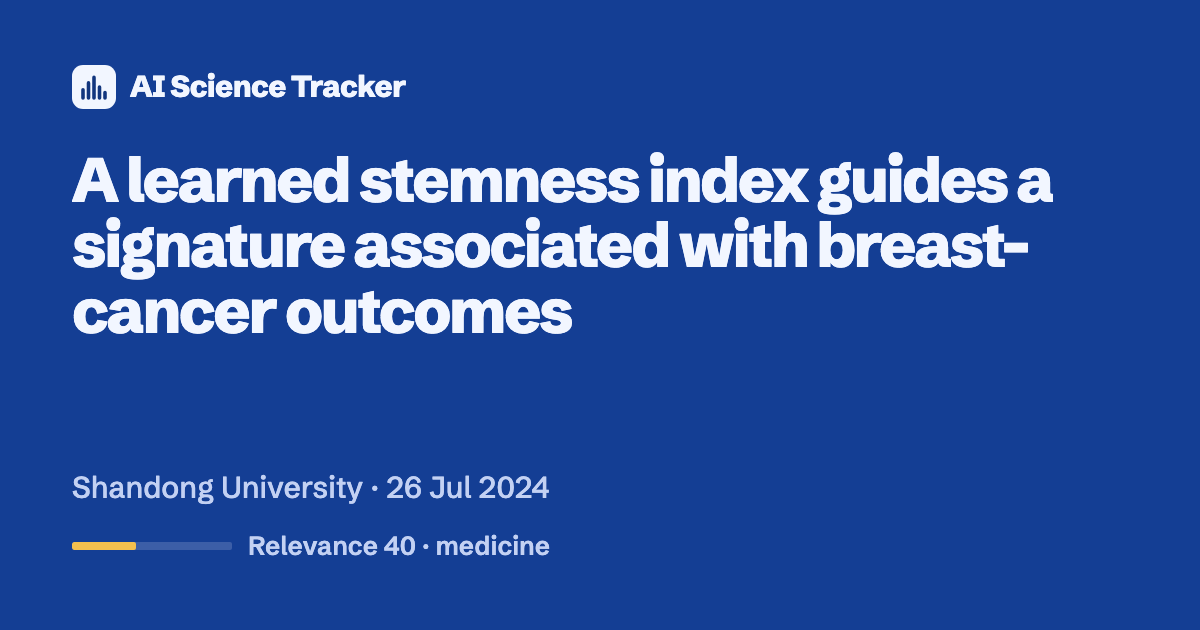 AI Science Tracker
A learned stemness index guides a
signature associated with breast-
cancer outcomes
Shandong University · 26 Jul 2024
Relevance 40 · medicine